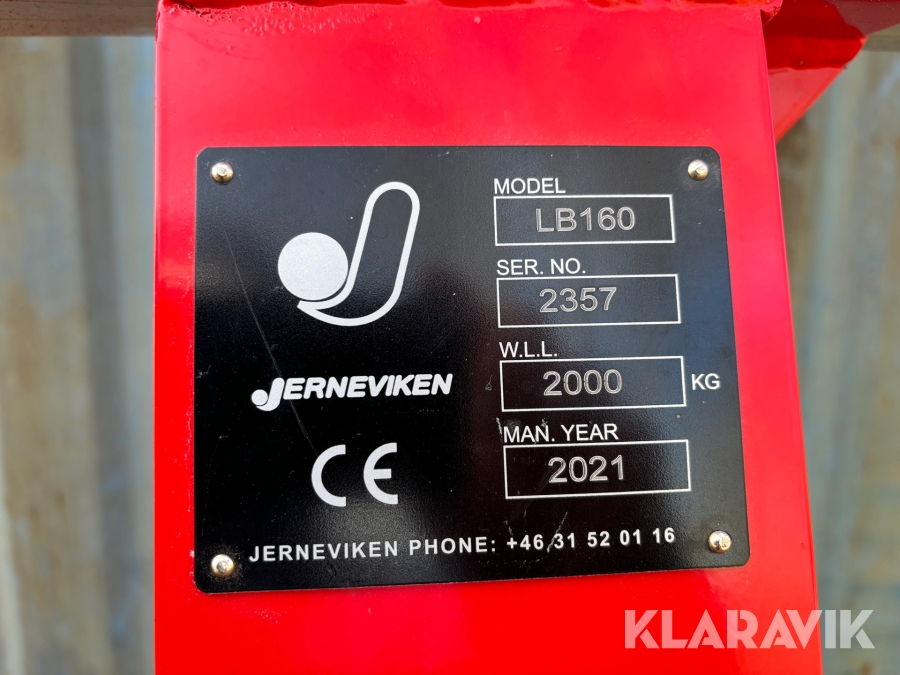 MODEL
LB160
SER. NO.
2357
W.L.L.
2000 KG
MAN. YEAR
2021
JERNEVIKEN
CE
JERNEVIKEN PHONE: +46 31 52 01 16
KLARAVIK